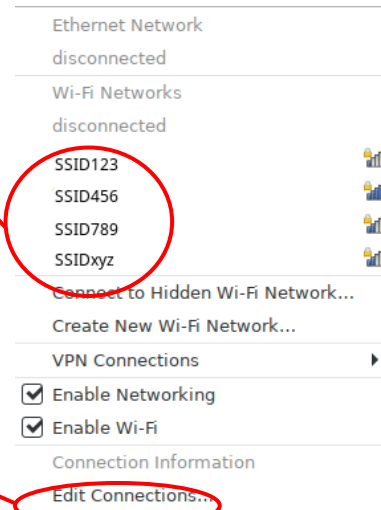 Ethernet Network
disconnected
Wi-Fi Networks
disconnected
SSID123
SSID456
SSID789
SSIDxyz
Connect to Hidden Wi-Fi Network...
Create New Wi-Fi Network...
VPN Connections
Enable Networking
Enable Wi-Fi
Connection Information
Edit Connections...